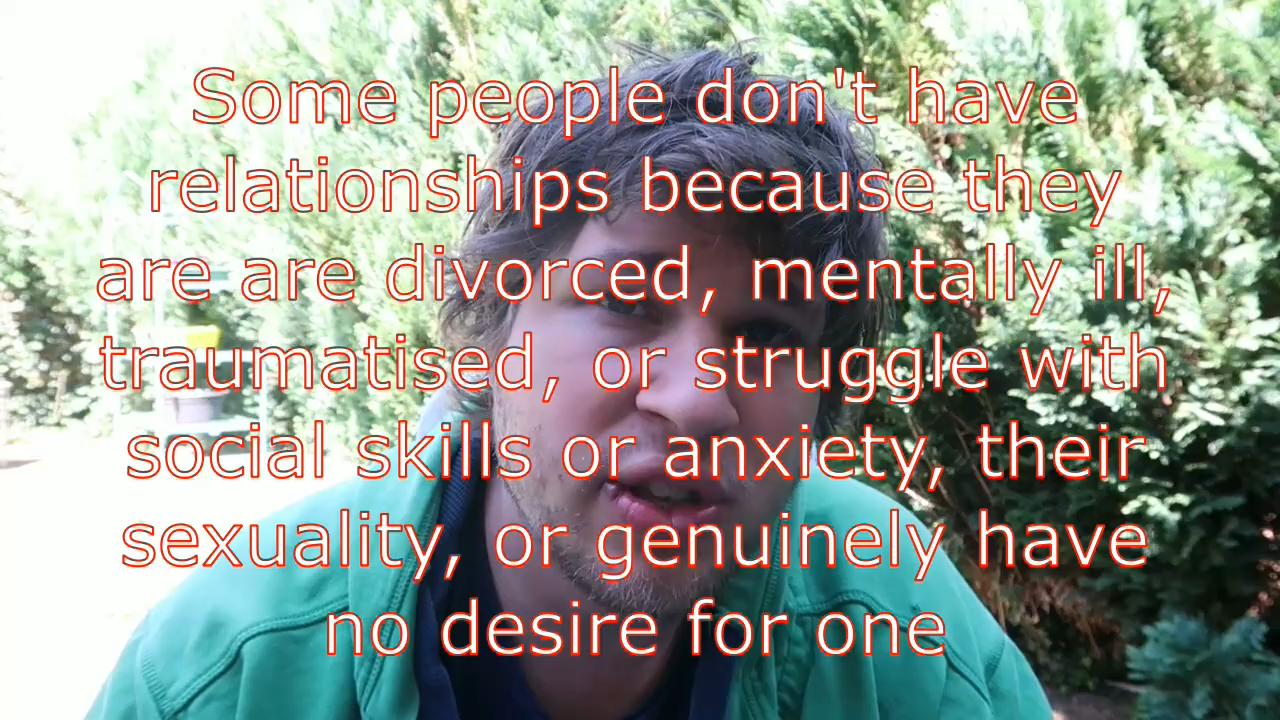 Some people don't have
relationships because they
are are divorced, mentally ill,
traumatised, or struggle with
social skills or anxiety, their
sexuality, or genuinely have
no desire for one